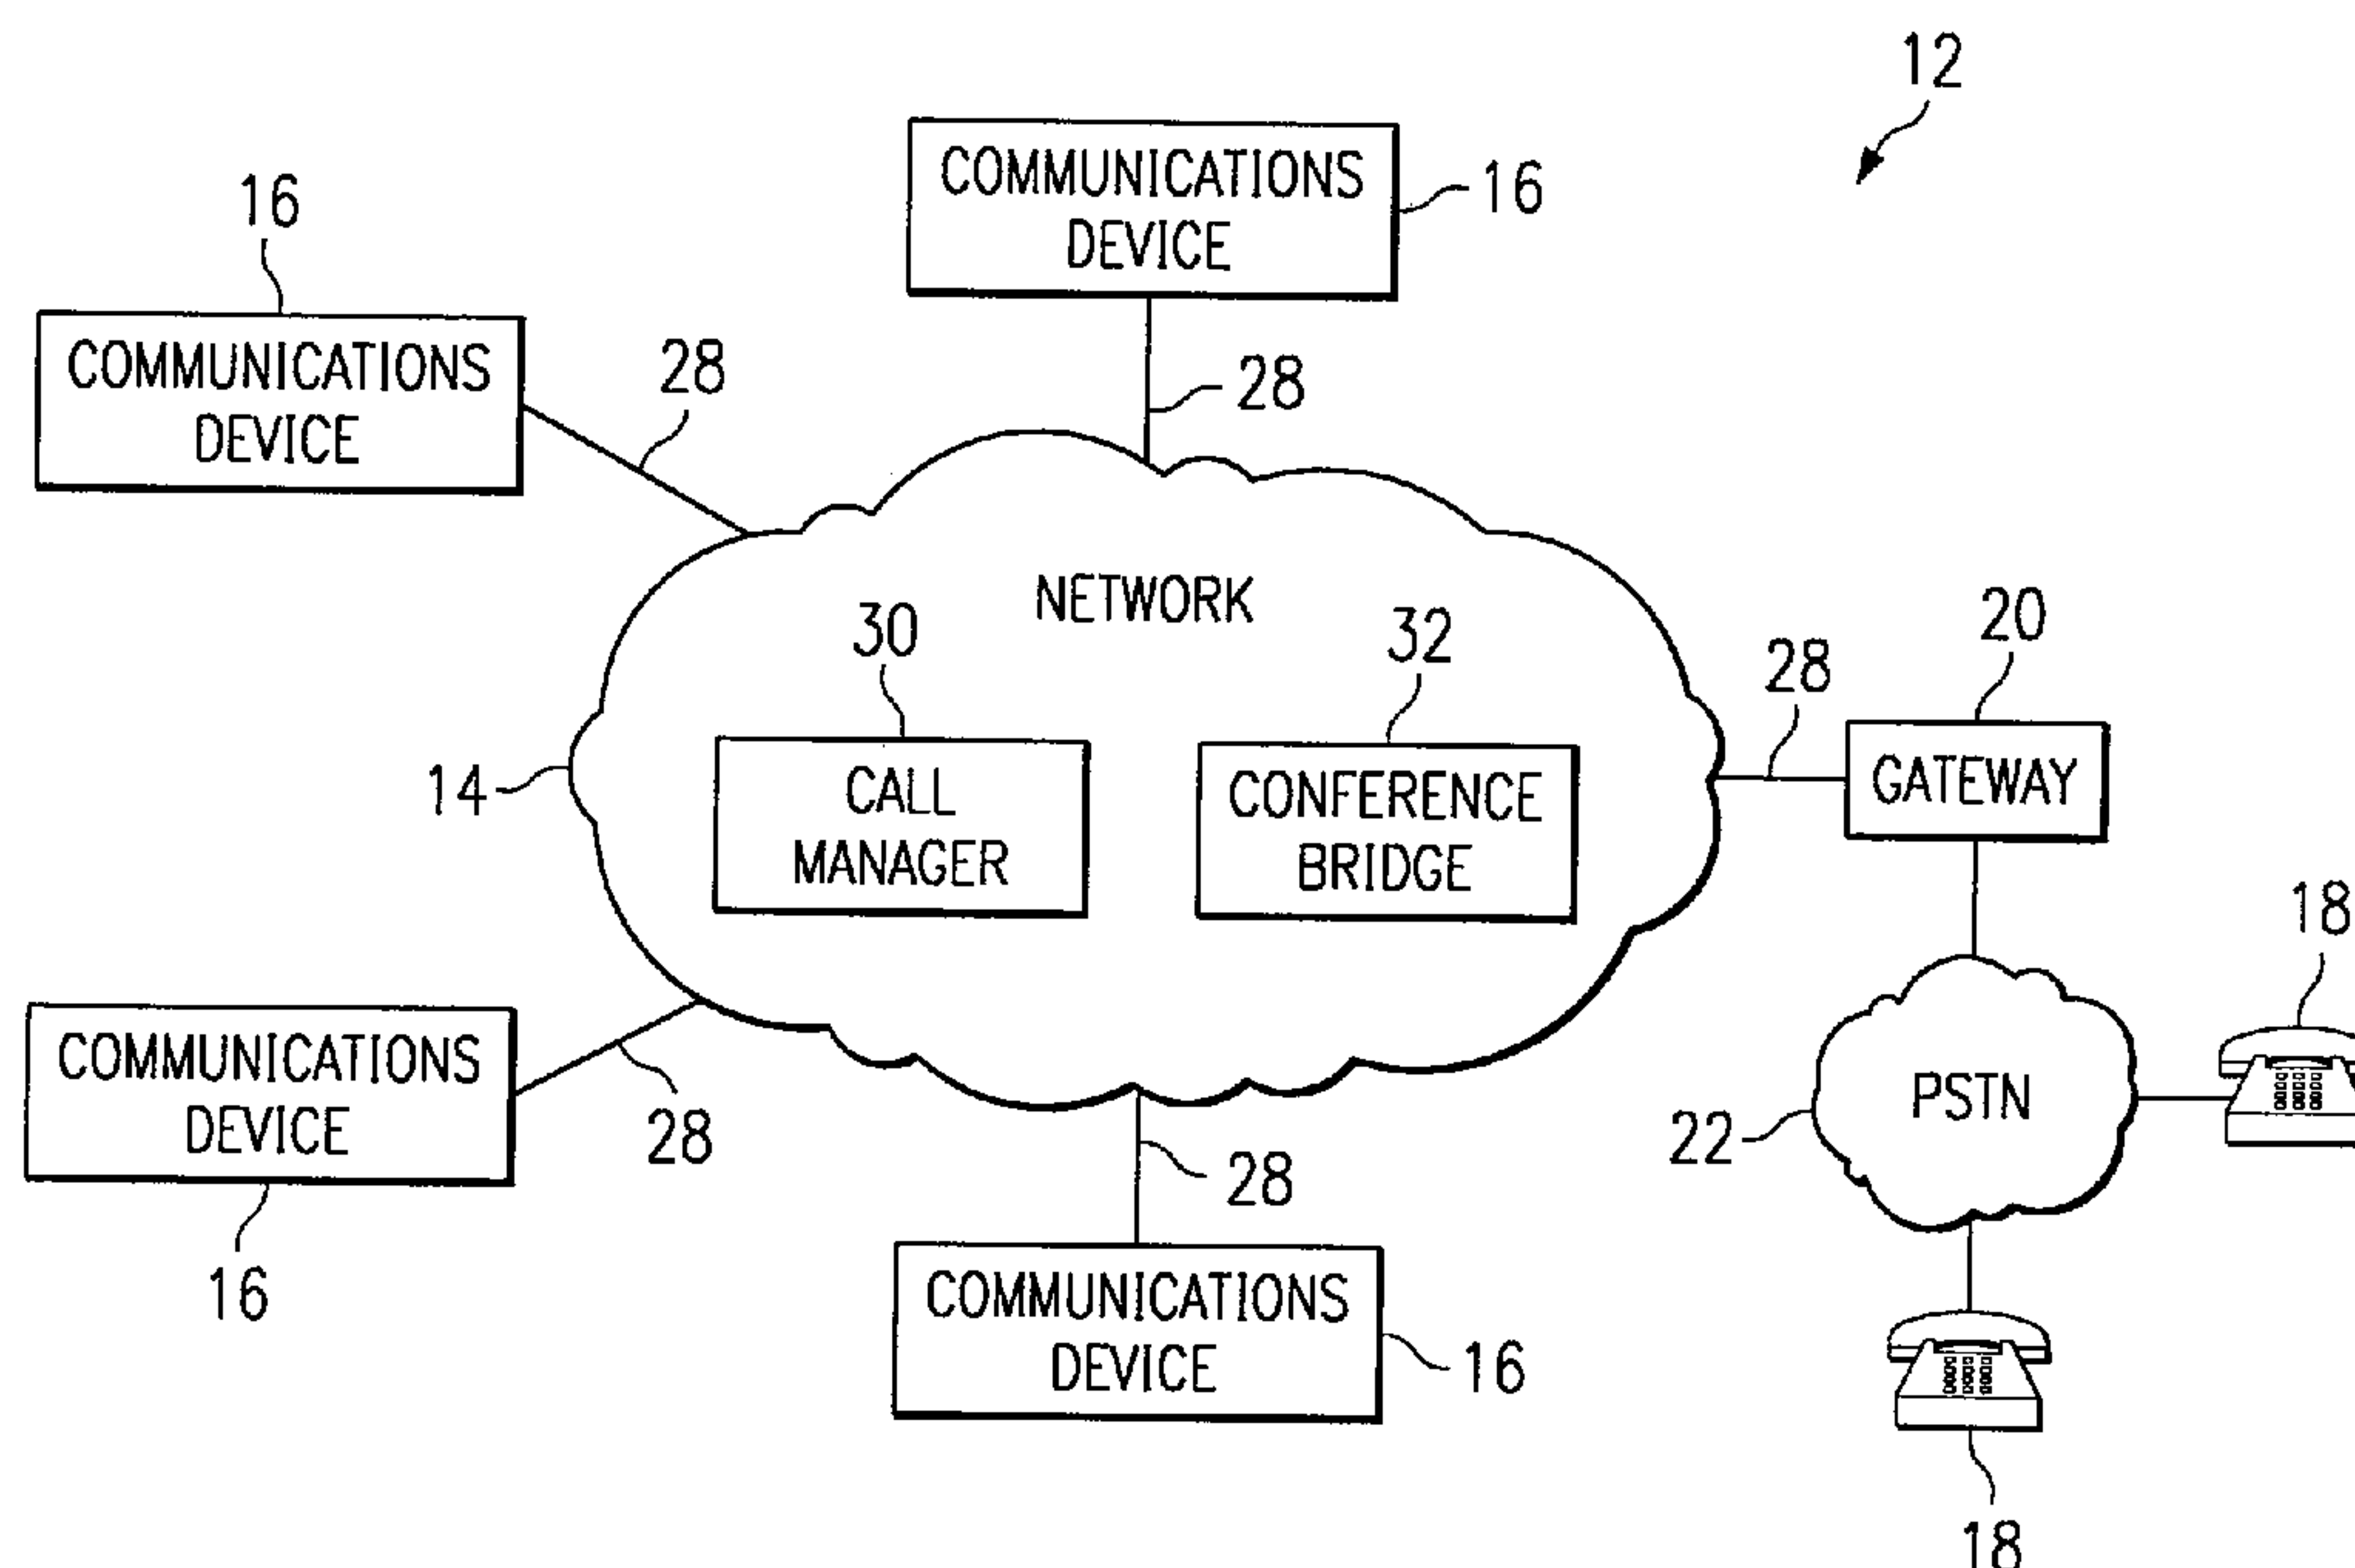 12
COMMUNICATIONS
DEVICE
16
16
COMMUNICATIONS
DEVICE
28
28
NETWORK
30
32
20
28
14
CALL
MANAGER
CONFERENCE
BRIDGE
GATEWAY
18
COMMUNICATIONS
DEVICE
28
16
28
22
PSTN
COMMUNICATIONS
DEVICE
16
18